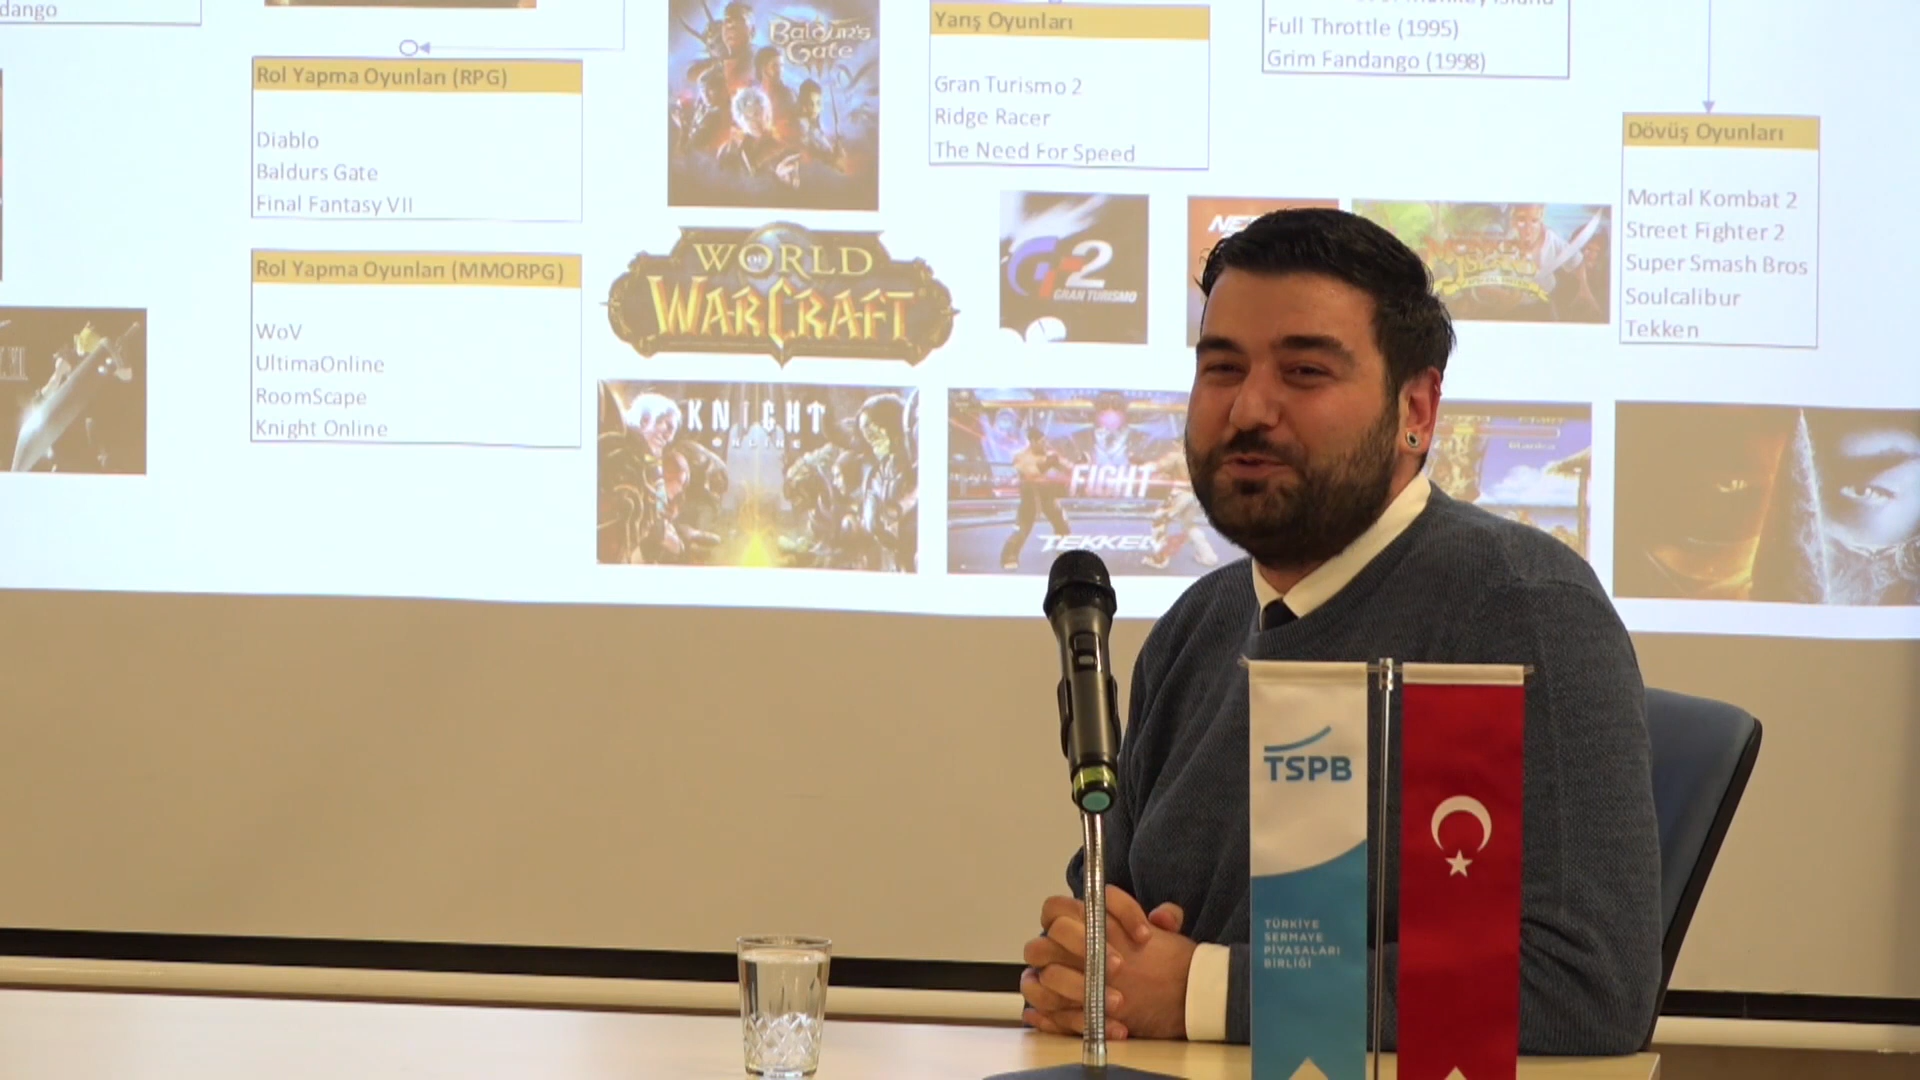 dango
Rol Yapma Oyunları (RPG)
Diablo
Baldurs Gate
Final Fantasy VII
Rol Yapma Oyunları (MMORPG)
WoV
UltimaOnline
RoomScape
Knight Online
Baldur's
Gate
WORLD
OF
WARCRAFT
KNIGHT
ONLINE
Yarış Oyunları
Gran Turismo 2
Ridge Racer
The Need For Speed
2
GRAN TURISMO
FIGHT
TEKKEN
Full Throttle (1995)
Grim Fandango (1998)
Dövüş Oyunları
Mortal Kombat 2
Street Fighter 2
Super Smash Bros
Soulcalibur
Tekken
TSPB
TÜRKİYE
SERMAYE
PİYASALARI
BİRLİĞİ